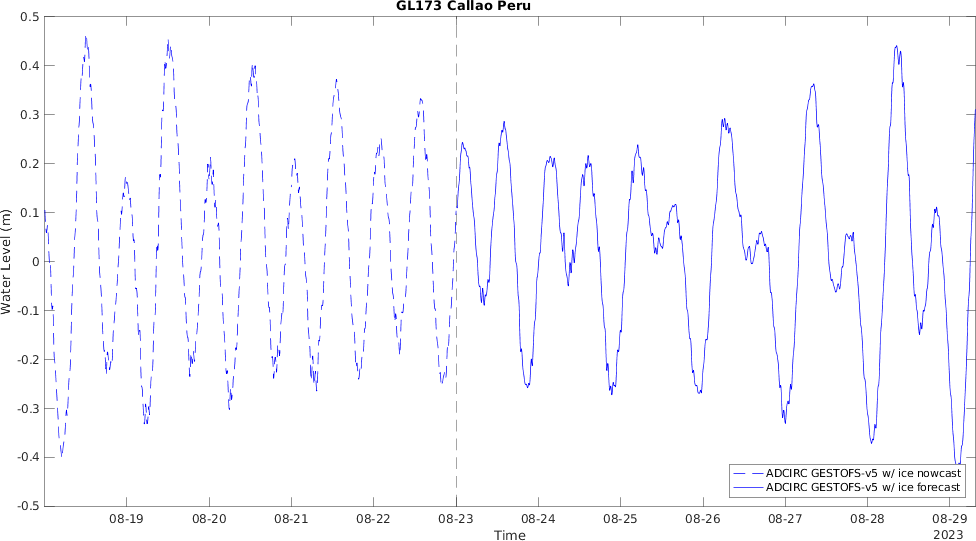 GL173 Callao Peru
0.5
0.4
0.3
0.2
0.1
0
-0.1
-0.2
-0.3
-0.4
-0.5
Water Level (m)
ADCIRC GESTOFS-v5 w/ ice nowcast
ADCIRC GESTOFS-v5 w/ ice forecast
08-19 08-20 08-21 08-22 08-23 08-24 08-25 08-26 08-27 08-28 08-29
Time
2023